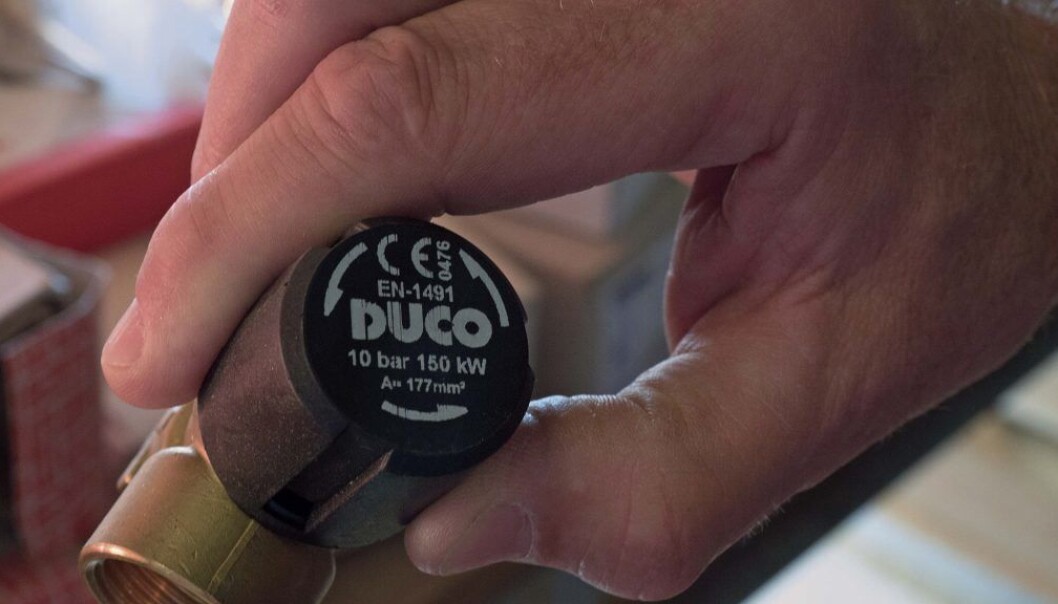 CE 0476
EN-1491
DUCO
10 bar 150 kW
A= 177mm²